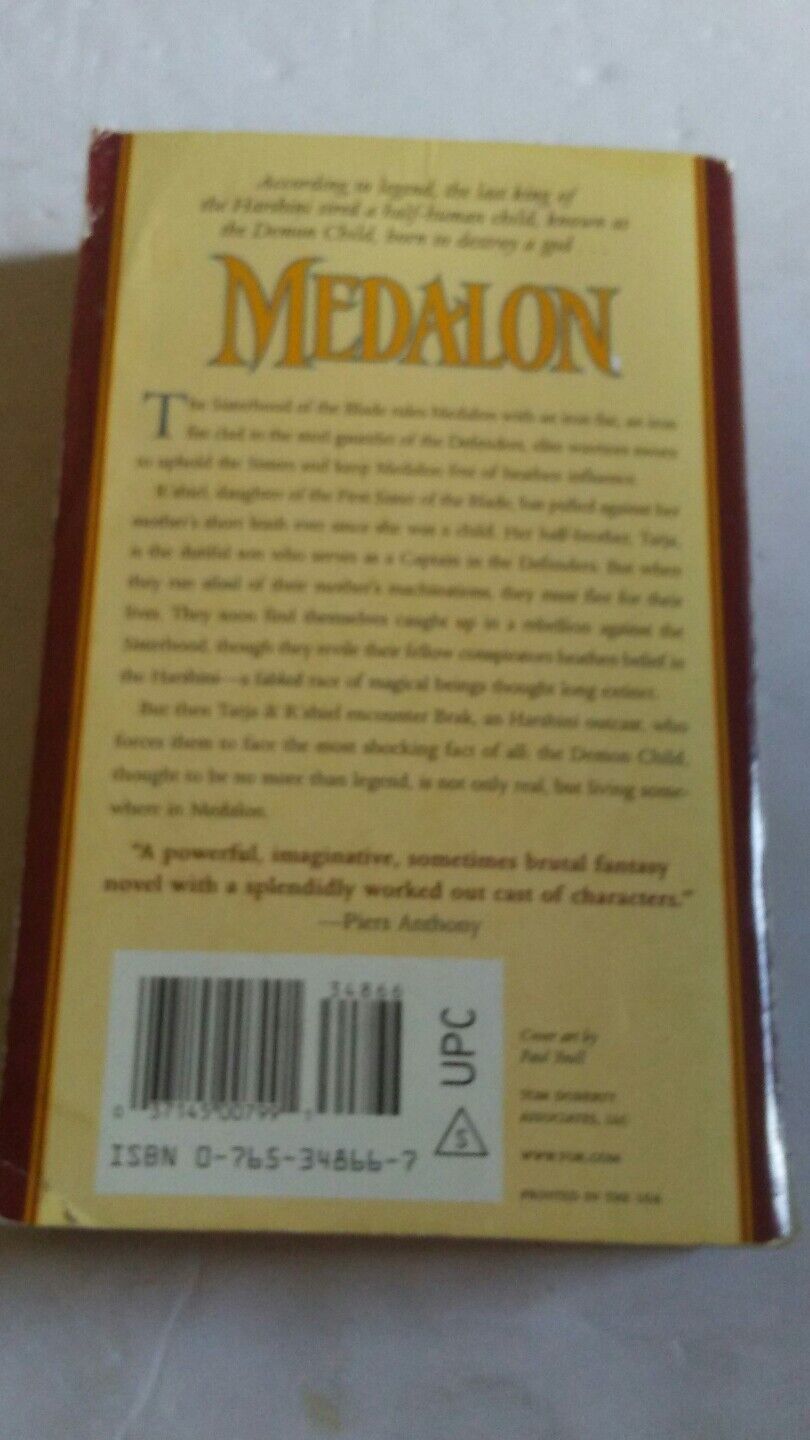 According to legend, the last king of
the Harshini sired a half-human child, known as
the Demon Child, born to destroy a god
MEDALON
The Sisterhood of the Blade rules Medalon with an iron fist, an iron
fist clad in the steel gauntlet of the Defenders, elite warriors sworn
to uphold the Sisters and keep Medalon free of heathen influence.
R'shiel, daughter of the First Sister of the Blade, has pulled against her
mother's short leash ever since she was a child. Her half-brother, Tarja,
is the dutiful son who serves as a Captain in the Defenders. But when
they run afoul of their mother's machinations, they must flee for their
lives. They soon find themselves caught up in a rebellion against the
Sisterhood, though they revile their fellow conspirators heathen belief in
the Harshini—a fabled race of magical beings thought long extinct.
But then Tarja & R'shiel encounter Brak, an Harshini outcast, who
forces them to face the most shocking fact of all: the Demon Child,
thought to be no more than legend, is not only real, but living some-
where in Medalon.
"A powerful, imaginative, sometimes brutal fantasy
novel with a splendidly worked out cast of characters."
—Piers Anthony
34866
0 37145 00799 1
UPC
S
ISBN 0-765-34866-7
Cover art by
TOM DOHERTY
ASSOCIATES, LLC
WWW.TOR.COM
PRINTED IN THE USA